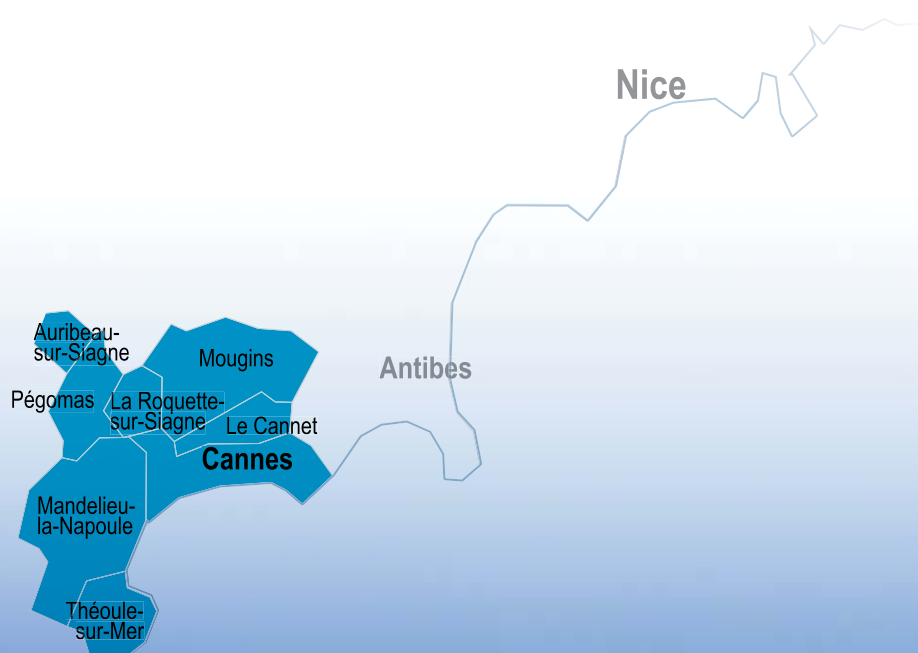 Nice
Antibes
Auribeau-
sur-Siagne
Mougins
Pégomas
La Roquette-
sur-Siagne
Le Cannet
Cannes
Mandelieu-
la-Napoule
Théoule-
sur-Mer